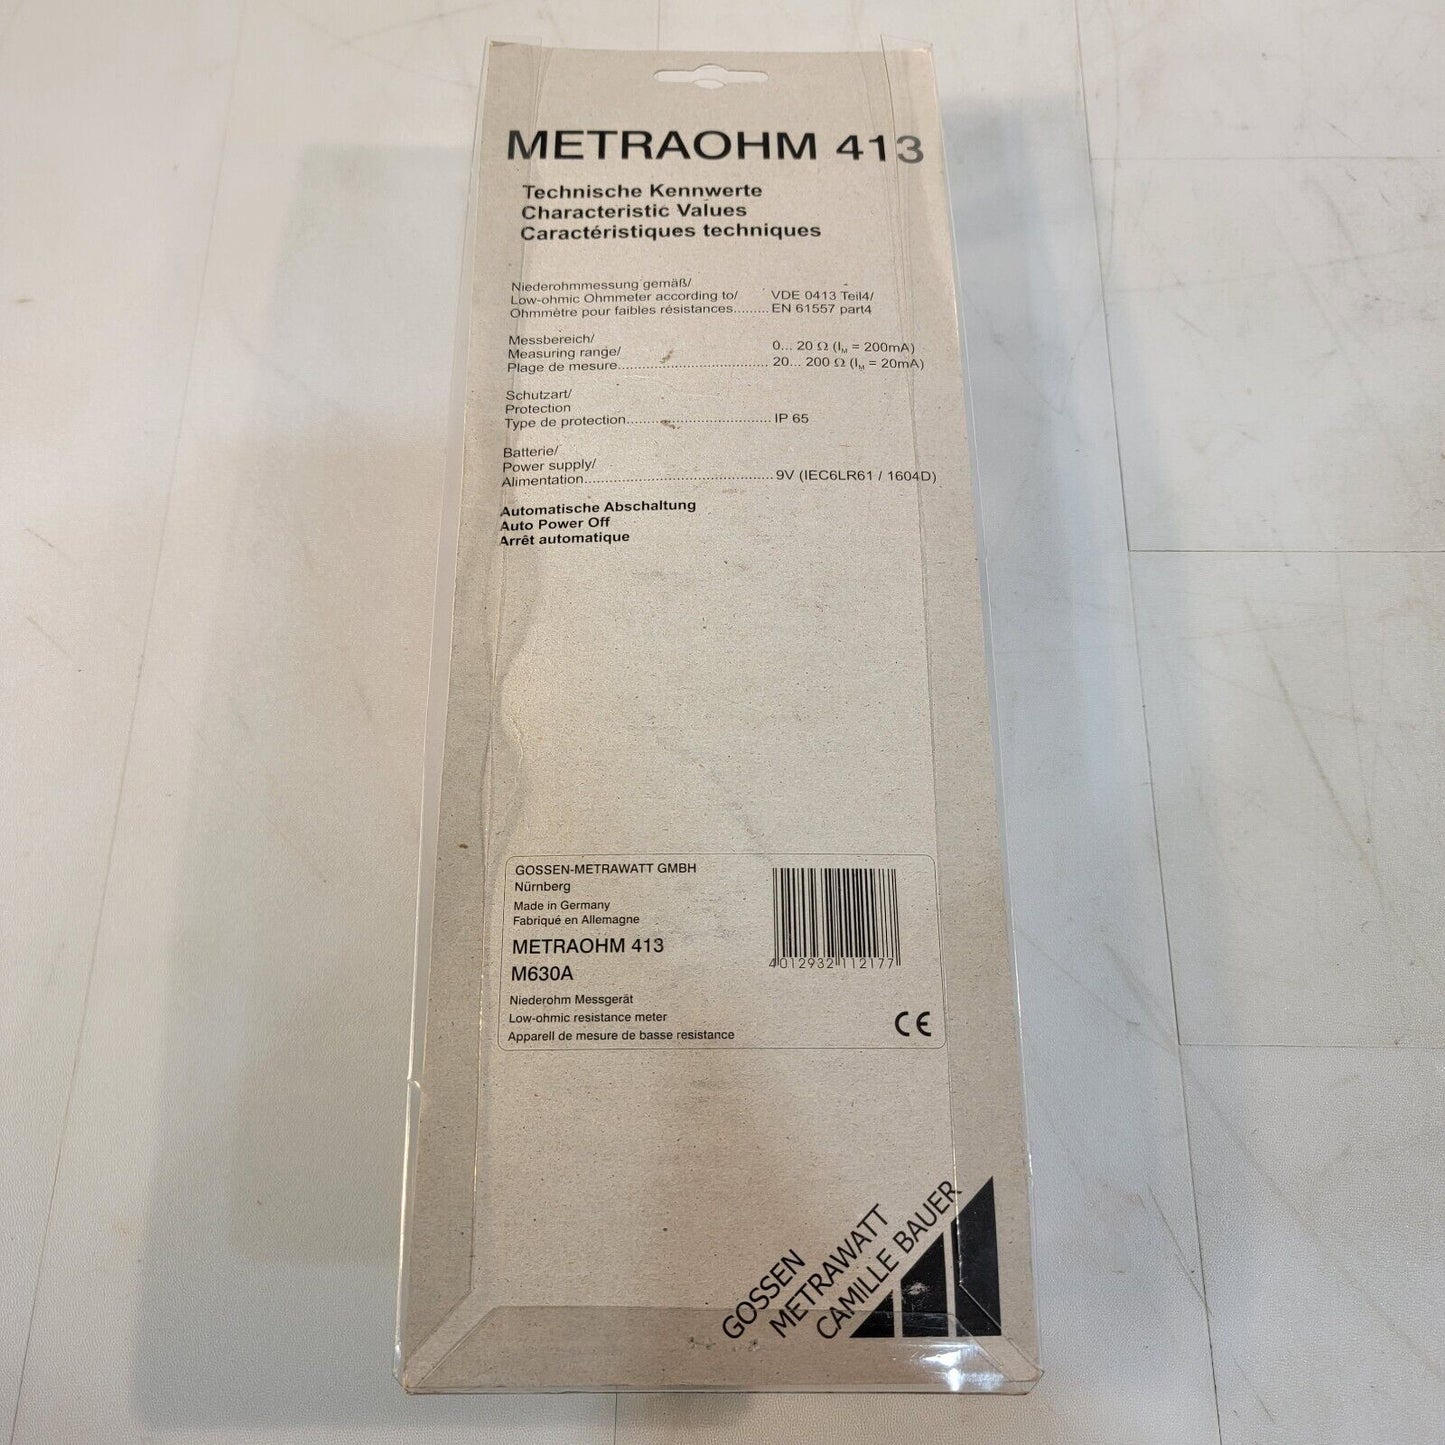 METRAOHM 413
Technische Kennwerte
Characteristic Values
Caractéristiques techniques
Niederohmmessung gemäß/
Low-ohmic Ohmmeter according to/ VDE 0413 Teil4/
Ohmmètre pour faibles résistances......... EN 61557 part4
Messbereich/
Measuring range/ 0... 20 Ω (IM = 200mA)
Plage de mesure..................................... 20... 200 Ω (IM = 20mA)
Schutzart/
Protection
Type de protection................................... IP 65
Batterie/
Power supply/
Alimentation............................................. 9V (IEC6LR61 / 1604D)
Automatische Abschaltung
Auto Power Off
Arrêt automatique
GOSSEN-METRAWATT GMBH
Nürnberg
Made in Germany
Fabriqué en Allemagne
METRAOHM 413
M630A
4 012932 112177
Niederohm Messgerät
Low-ohmic resistance meter
Appareil de mesure de basse resistance
CE
GOSSEN
METRAWATT
CAMILLE BAUER